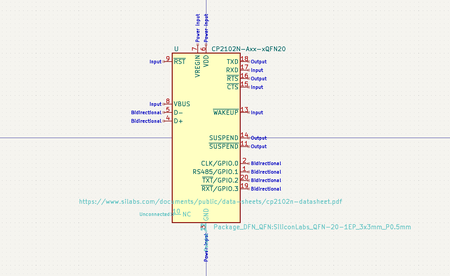 Power Input
Power Input
7
6
U
CP2102N-Axx-xQFN20
VREGIN
VDD
Input 9 RST
TXD 18 Output
RXD 17 Input
RTS 16 Output
CTS 15 Input
Input 8 VBUS
Bidirectional 5 D-
Bidirectional 4 D+
WAKEUP 13 Input
SUSPEND 14 Output
SUSPEND 11 Output
CLK/GPIO.0 2 Bidirectional
RS485/GPIO.1 1 Bidirectional
TXT/GPIO.2 20 Bidirectional
RXT/GPIO.3 19 Bidirectional
https://www.silabs.com/documents/public/data-sheets/cp2102n-datasheet.pdf
Unconnected 10 NC
GND
Package_DFN_QFN:SiliconLabs_QFN-20-1EP_3x3mm_P0.5mm
Power Input